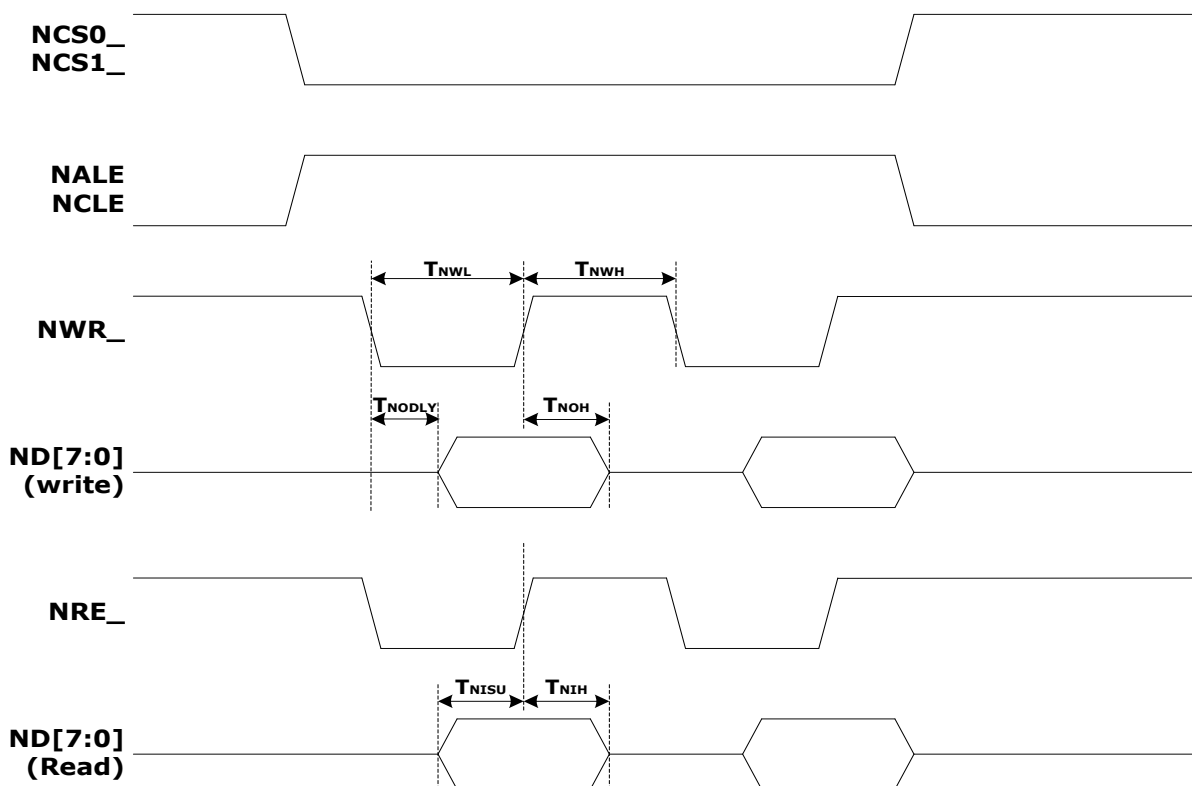 NCS0_
NCS1_
NALE
NCLE
TNWL
TNWH
NWR_
TNODLY
TNOH
ND[7:0]
(write)
NRE_
TNISU
TNIH
ND[7:0]
(Read)